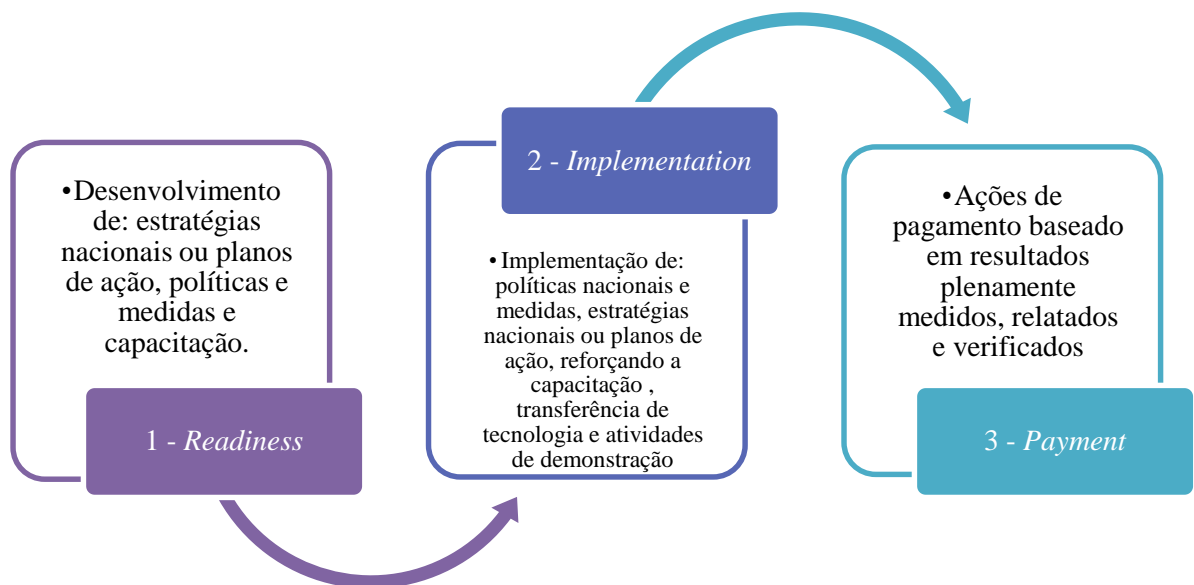 •Desenvolvimento
de: estratégias
nacionais ou planos
de ação, políticas e
medidas e
capacitação.
1 - Readiness
2 - Implementation
• Implementação de:
políticas nacionais e
medidas, estratégias
nacionais ou planos de
ação, reforçando a
capacitação ,
transferência de
tecnologia e atividades
de demonstração
•Ações de
pagamento baseado
em resultados
plenamente
medidos, relatados
e verificados
3 - Payment